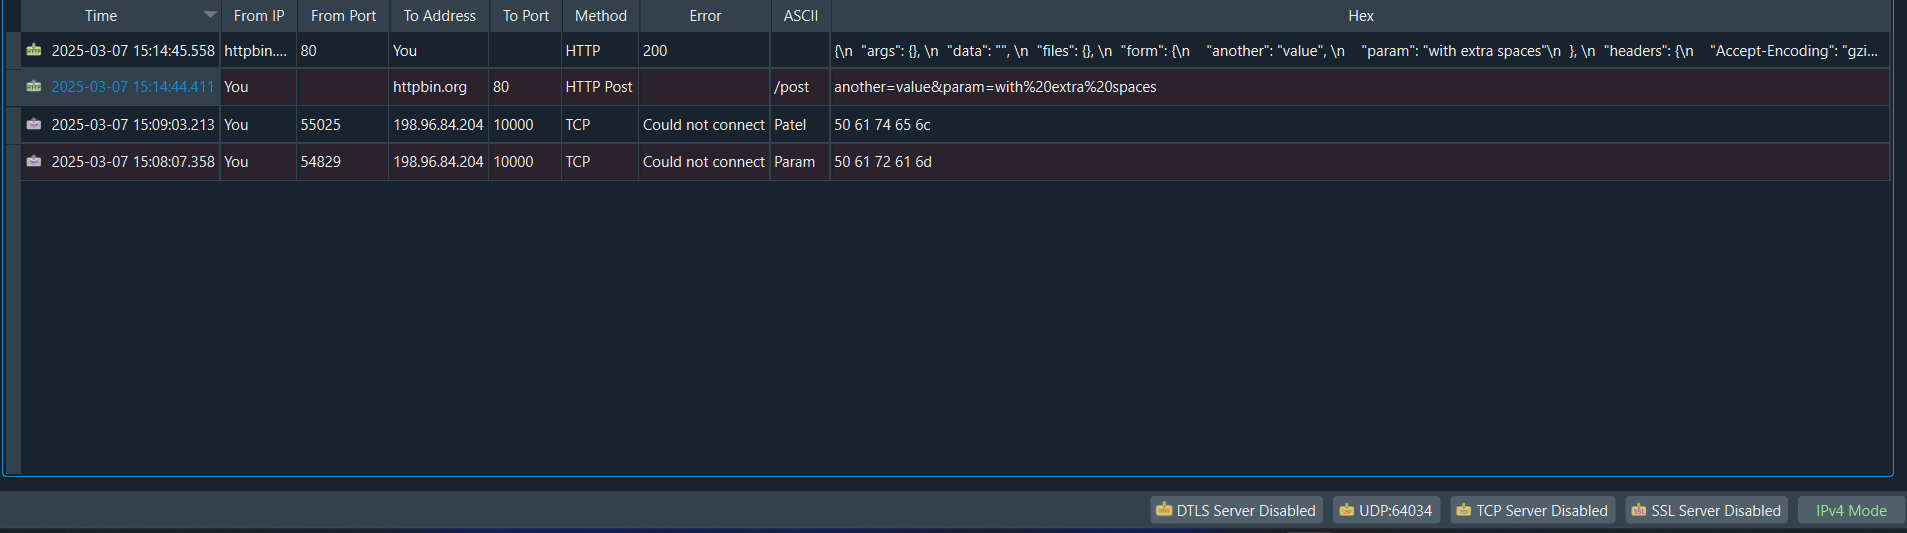 Time From IP From Port To Address To Port Method Error ASCII Hex
2025-03-07 15:14:45.558 httpbin.... 80 You HTTP 200 {\n "args": {}, \n "data": "", \n "files": {}, \n "form": {\n "another": "value", \n "param": "with extra spaces"\n }, \n "headers": {\n "Accept-Encoding": "gzi...
2025-03-07 15:14:44.411 You httpbin.org 80 HTTP Post /post another=value&param=with%20extra%20spaces
2025-03-07 15:09:03.213 You 55025 198.96.84.204 10000 TCP Could not connect Patel 50 61 74 65 6c
2025-03-07 15:08:07.358 You 54829 198.96.84.204 10000 TCP Could not connect Param 50 61 72 61 6d
DTLS Server Disabled UDP:64034 TCP Server Disabled SSL Server Disabled IPv4 Mode